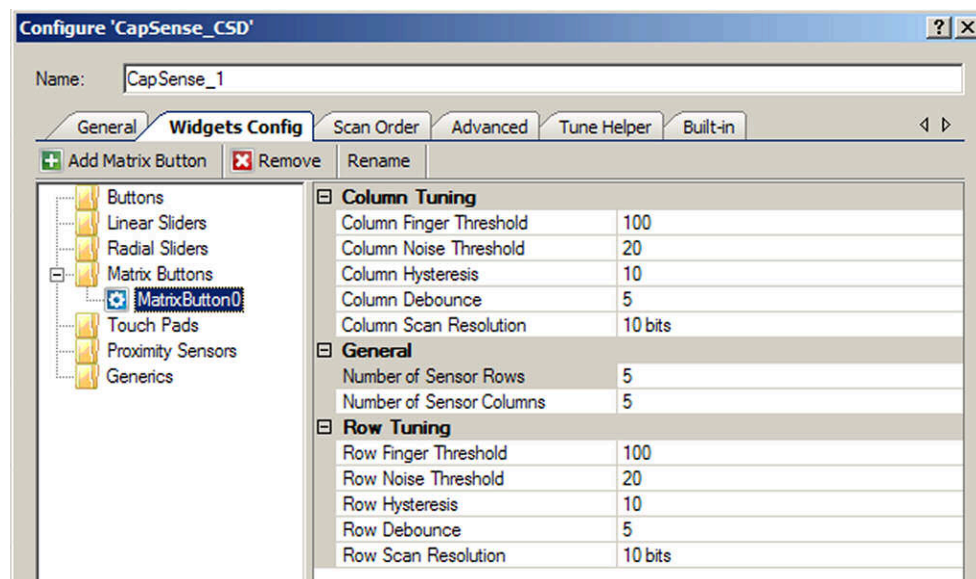 Configure 'CapSense_CSD'
Name: CapSense_1
General Widgets Config Scan Order Advanced Tune Helper Built-in
Add Matrix Button Remove Rename
Buttons
Linear Sliders
Radial Sliders
Matrix Buttons
MatrixButton0
Touch Pads
Proximity Sensors
Generics
Column Tuning
Column Finger Threshold 100
Column Noise Threshold 20
Column Hysteresis 10
Column Debounce 5
Column Scan Resolution 10 bits
General
Number of Sensor Rows 5
Number of Sensor Columns 5
Row Tuning
Row Finger Threshold 100
Row Noise Threshold 20
Row Hysteresis 10
Row Debounce 5
Row Scan Resolution 10 bits